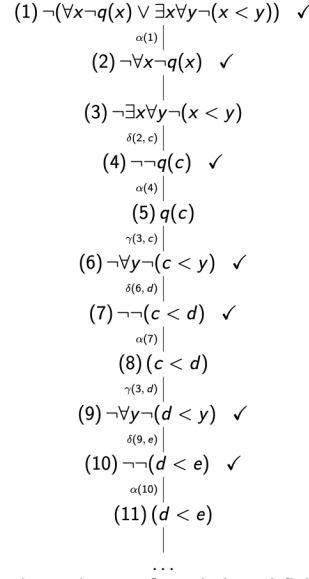 (1) ¬(∀x¬q(x) ∨ ∃x∀y¬(x < y)) ✓
α(1)
(2) ¬∀x¬q(x) ✓
(3) ¬∃x∀y¬(x < y)
δ(2, c)
(4) ¬¬q(c) ✓
α(4)
(5) q(c)
γ(3, c)
(6) ¬∀y¬(c < y) ✓
δ(6, d)
(7) ¬¬(c < d) ✓
α(7)
(8) (c < d)
γ(3, d)
(9) ¬∀y¬(d < y) ✓
δ(9, e)
(10) ¬¬(d < e) ✓
α(10)
(11) (d < e)
...